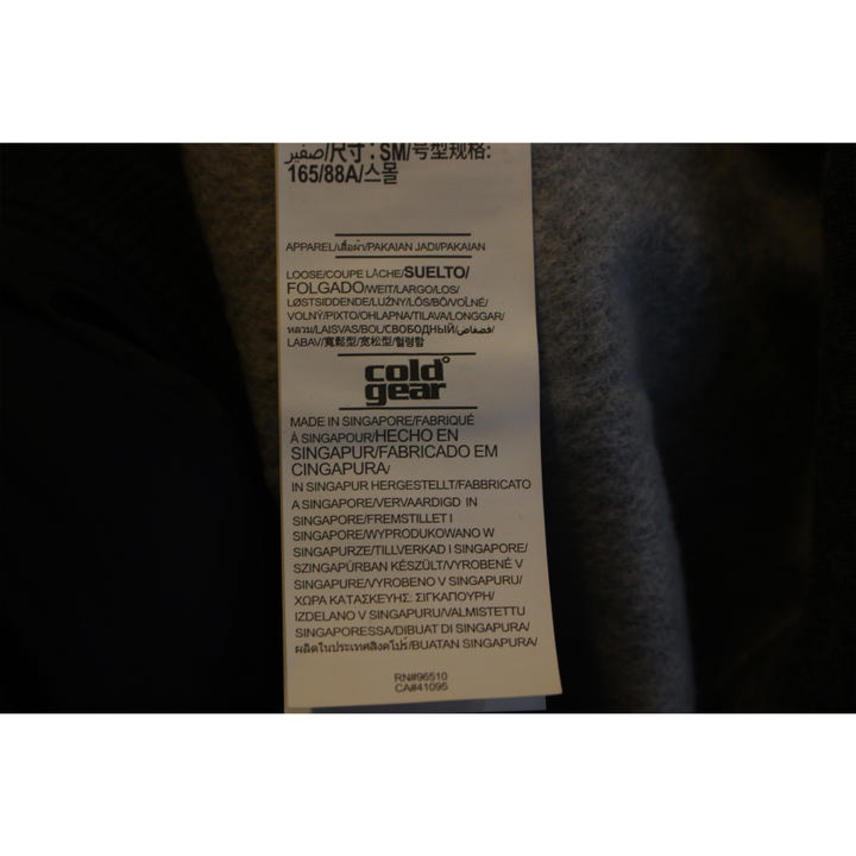 صغير/尺寸 : SM/号型规格:
165/88A/스몰
APPAREL/เสื้อผ้า/PAKAIAN JADI/PAKAIAN
LOOSE/COUPE LÂCHE/SUELTO/
FOLGADO/WEIT/LARGO/LOS/
LØSTSIDDENDE/LUŹNY/LÖS/BÖ/VOĽNÉ/
VOLNÝ/PIXTO/OHLAPNA/TILAVA/LONGGAR/
หลวม/LAISVAS/BOL/СВОБОДНЫЙ/فضفاض/
LABAV/寬鬆型/宽松型/헐렁함
cold°
gear
MADE IN SINGAPORE/FABRIQUÉ
À SINGAPOUR/HECHO EN
SINGAPUR/FABRICADO EM
CINGAPURA/
IN SINGAPUR HERGESTELLT/FABBRICATO
A SINGAPORE/VERVAARDIGD IN
SINGAPORE/FREMSTILLET I
SINGAPORE/WYPRODUKOWANO W
SINGAPURZE/TILLVERKAD I SINGAPORE/
SZINGAPÚRBAN KÉSZÜLT/VYROBENÉ V
SINGAPURE/VYROBENO V SINGAPURU/
ΧΩΡΑ ΚΑΤΑΣΚΕΥΗΣ: ΣΙΓΚΑΠΟΥΡΗ/
IZDELANO V SINGAPURU/VALMISTETTU
SINGAPORESSA/DIBUAT DI SINGAPURA/
ผลิตในประเทศสิงคโปร์/BUATAN SINGAPURA/
RN#96510
CA#41095